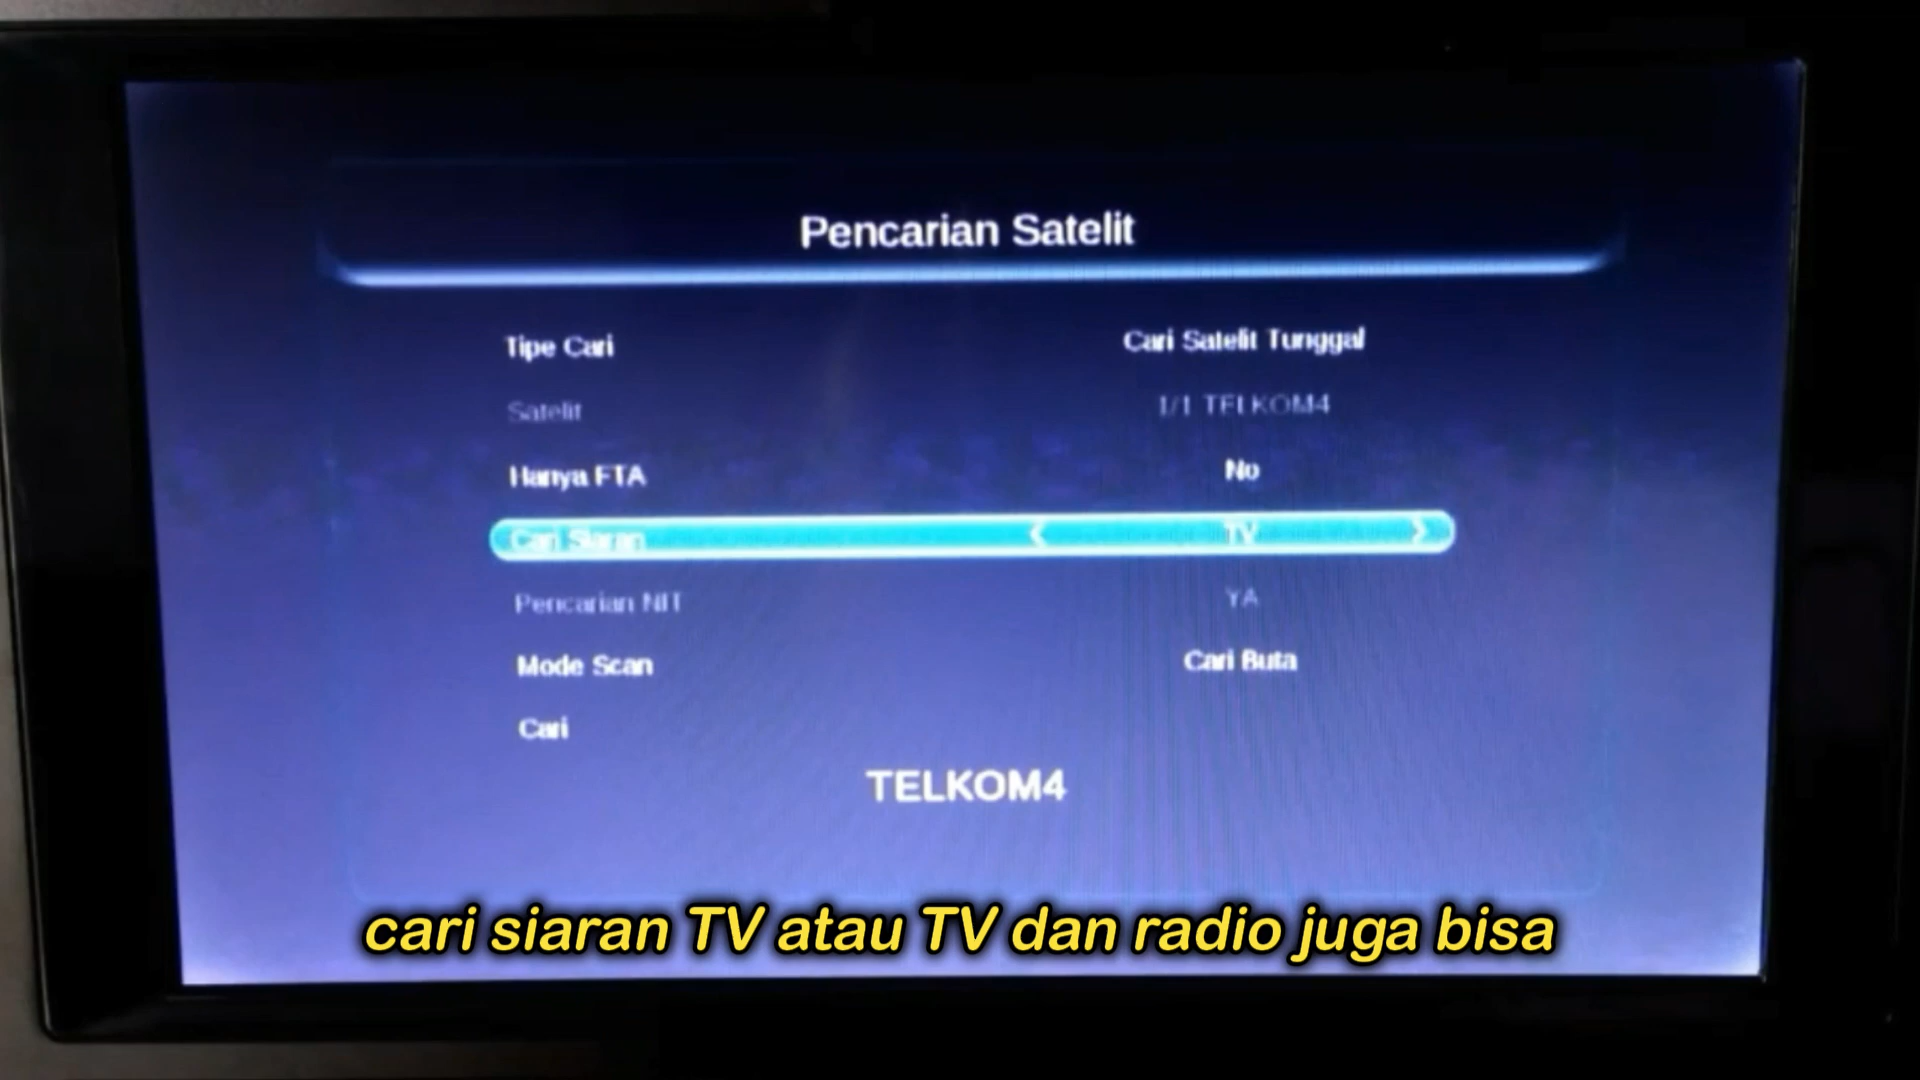 Pencarian Satelit
Tipe Cari Cari Satelit Tunggal
Satelit 1/1 TELKOM4
Hanya FTA No
Cari Siaran < TV >
Pencarian NIT YA
Mode Scan Cari Buta
Cari
TELKOM4
cari siaran TV atau TV dan radio juga bisa